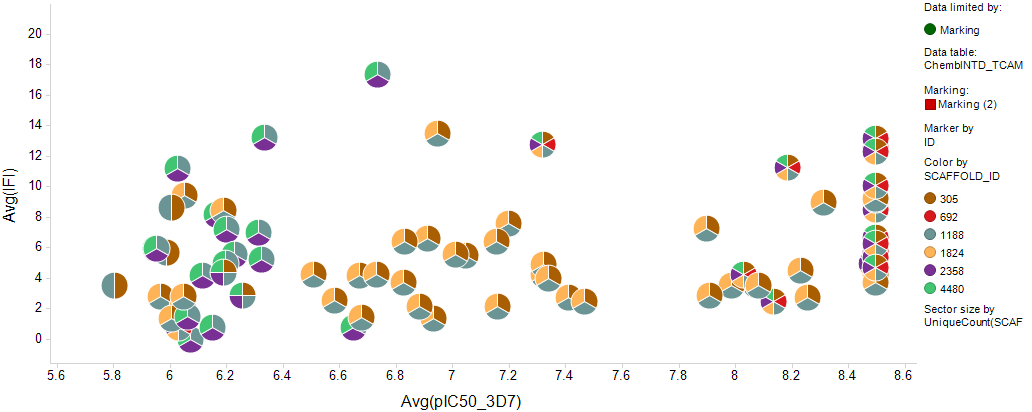 Avg(IFI)
20
18
16
14
12
10
8
6
4
2
0
5.6 5.8 6 6.2 6.4 6.6 6.8 7 7.2 7.4 7.6 7.8 8 8.2 8.4 8.6
Avg(pIC50_3D7)
Data limited by:
Marking
Data table:
ChemblNTD_TCAM
Marking:
Marking (2)
Marker by
ID
Color by
SCAFFOLD_ID
305
692
1188
1824
2358
4480
Sector size by
UniqueCount(SCAF